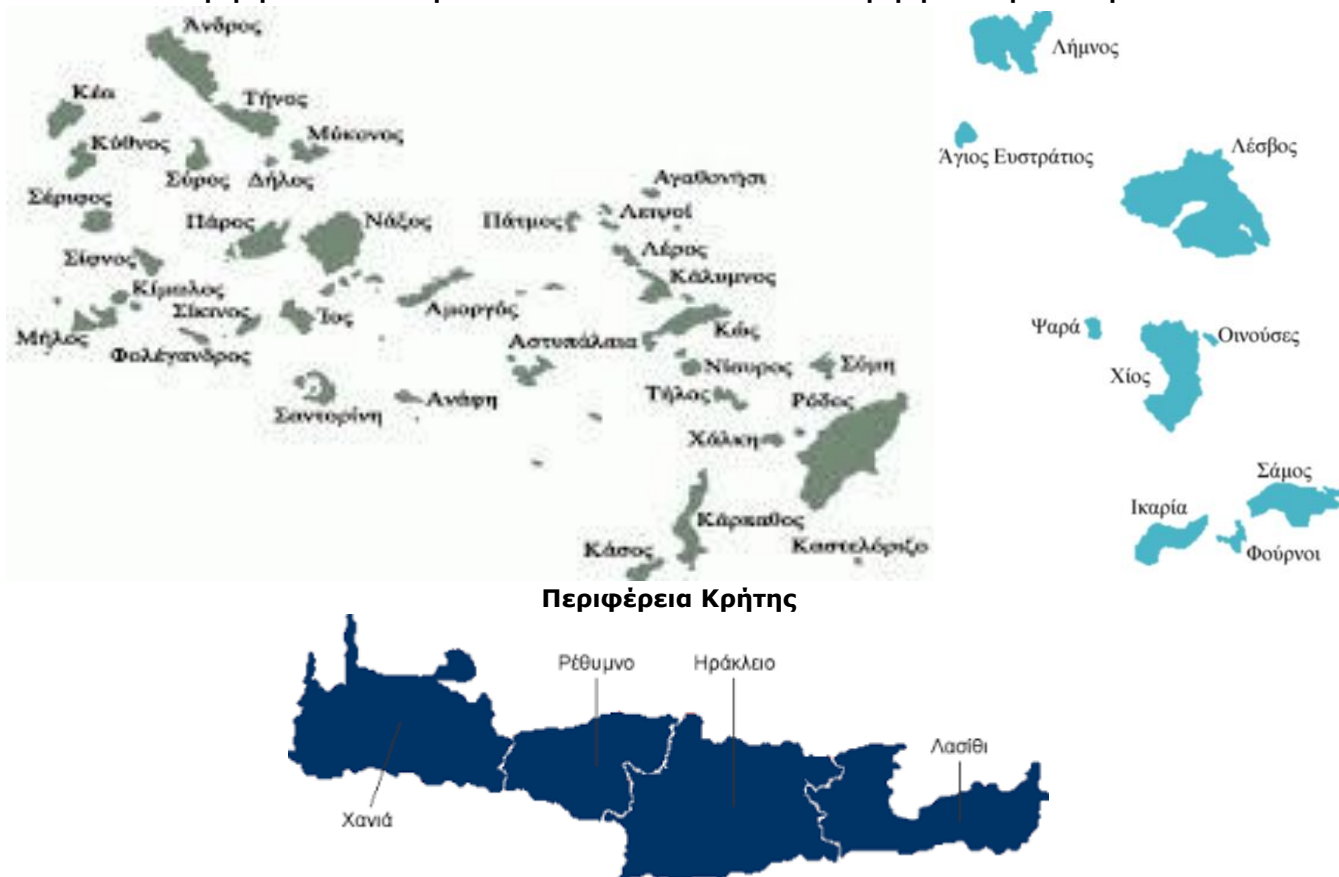 Άνδρος
Κέα
Τήνος
Μύκονος
Κύθνος
Σύρος
Δήλος
Σέριφος
Πάρος
Νάξος
Σίφνος
Κίμωλος
Σίκινος
Ίος
Αμοργός
Μήλος
Φολέγανδρος
Σαντορίνη
Ανάφη
Αγαθονήσι
Πάτμος
Λειψοί
Λέρος
Κάλυμνος
Κώς
Αστυπάλαια
Νίσυρος
Σύμη
Τήλος
Ρόδος
Χάλκη
Κάρπαθος
Κάσος
Καστελόριζο
Λήμνος
Άγιος Ευστράτιος
Λέσβος
Ψαρά
Οινούσες
Χίος
Σάμος
Ικαρία
Φούρνοι
Περιφέρεια Κρήτης
Ρέθυμνο
Ηράκλειο
Λασίθι
Χανιά